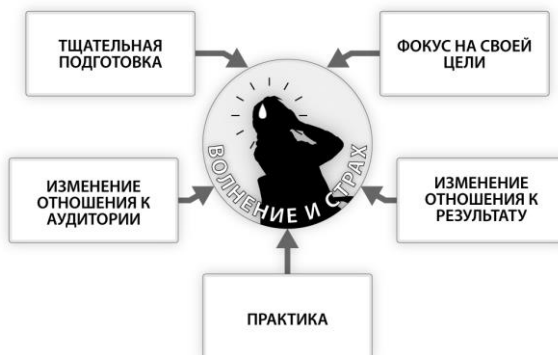 ТЩАТЕЛЬНАЯ
ПОДГОТОВКА
ФОКУС НА СВОЕЙ
ЦЕЛИ
ВОЛНЕНИЕ И СТРАХ
ИЗМЕНЕНИЕ
ОТНОШЕНИЯ К
АУДИТОРИИ
ИЗМЕНЕНИЕ
ОТНОШЕНИЯ К
РЕЗУЛЬТАТУ
ПРАКТИКА